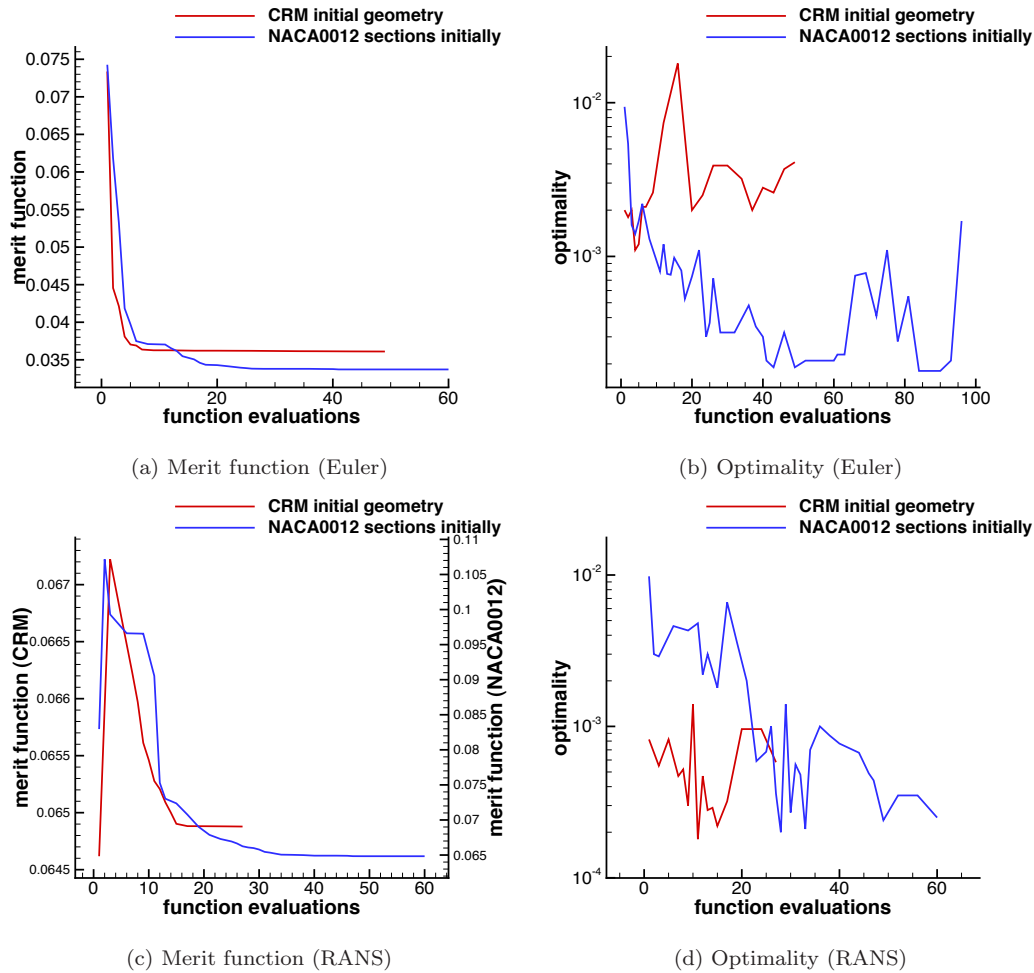 CRM initial geometry
NACA0012 sections initially
0.075
0.07
0.065
0.06
0.055
0.05
0.045
0.04
0.035
merit function
0 20 40 60
function evaluations
(a) Merit function (Euler)
CRM initial geometry
NACA0012 sections initially
10-2
10-3
optimality
0 20 40 60 80 100
function evaluations
(b) Optimality (Euler)
CRM initial geometry
NACA0012 sections initially
0.067
0.0665
0.066
0.0655
0.065
0.0645
merit function (CRM)
0.11
0.105
0.1
0.095
0.09
0.085
0.08
0.075
0.07
0.065
merit function (NACA0012)
0 10 20 30 40 50 60
function evaluations
(c) Merit function (RANS)
CRM initial geometry
NACA0012 sections initially
10-2
10-3
10-4
optimality
0 20 40 60
function evaluations
(d) Optimality (RANS)